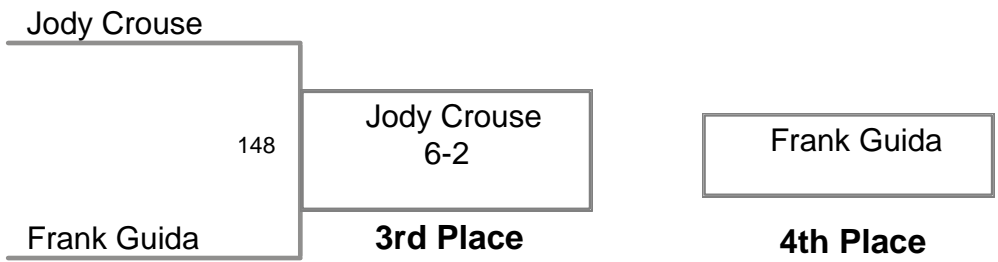 Jody Crouse
148
Jody Crouse
6-2
Frank Guida
Frank Guida
3rd Place
4th Place